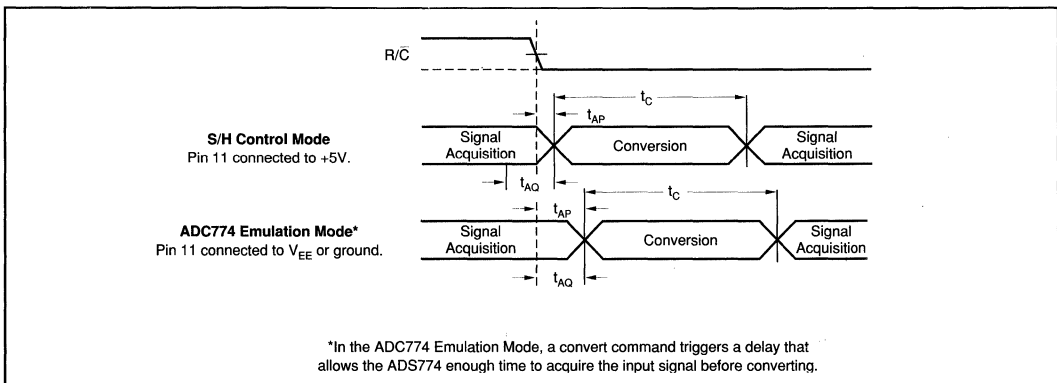 R/C̅
t_C
t_AP
S/H Control Mode
Pin 11 connected to +5V.
Signal Acquisition
Conversion
Signal Acquisition
t_AQ
t_C
t_AP
ADC774 Emulation Mode*
Pin 11 connected to V_EE or ground.
Signal Acquisition
Conversion
Signal Acquisition
t_AQ
*In the ADC774 Emulation Mode, a convert command triggers a delay that
allows the ADS774 enough time to acquire the input signal before converting.